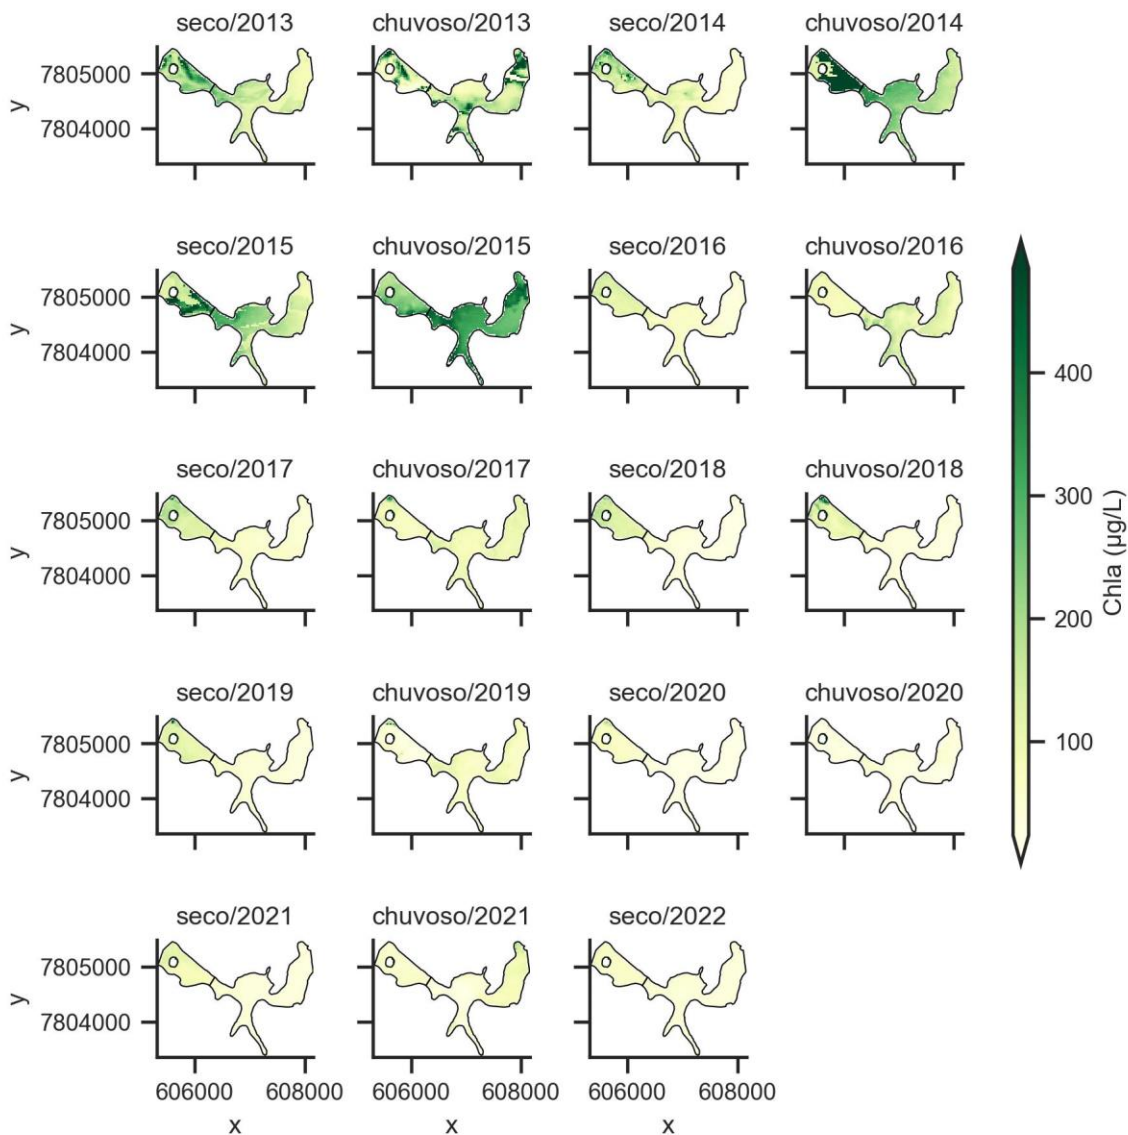 seco/2013 chuvoso/2013 seco/2014 chuvoso/2014
7805000
y
7804000
seco/2015 chuvoso/2015 seco/2016 chuvoso/2016
7805000
y
7804000
400
seco/2017 chuvoso/2017 seco/2018 chuvoso/2018
300
7805000
y
7804000
Chla (µg/L)
200
seco/2019 chuvoso/2019 seco/2020 chuvoso/2020
7805000
100
y
7804000
seco/2021 chuvoso/2021 seco/2022
7805000
y
7804000
606000 608000 606000 608000 606000 608000
x x x